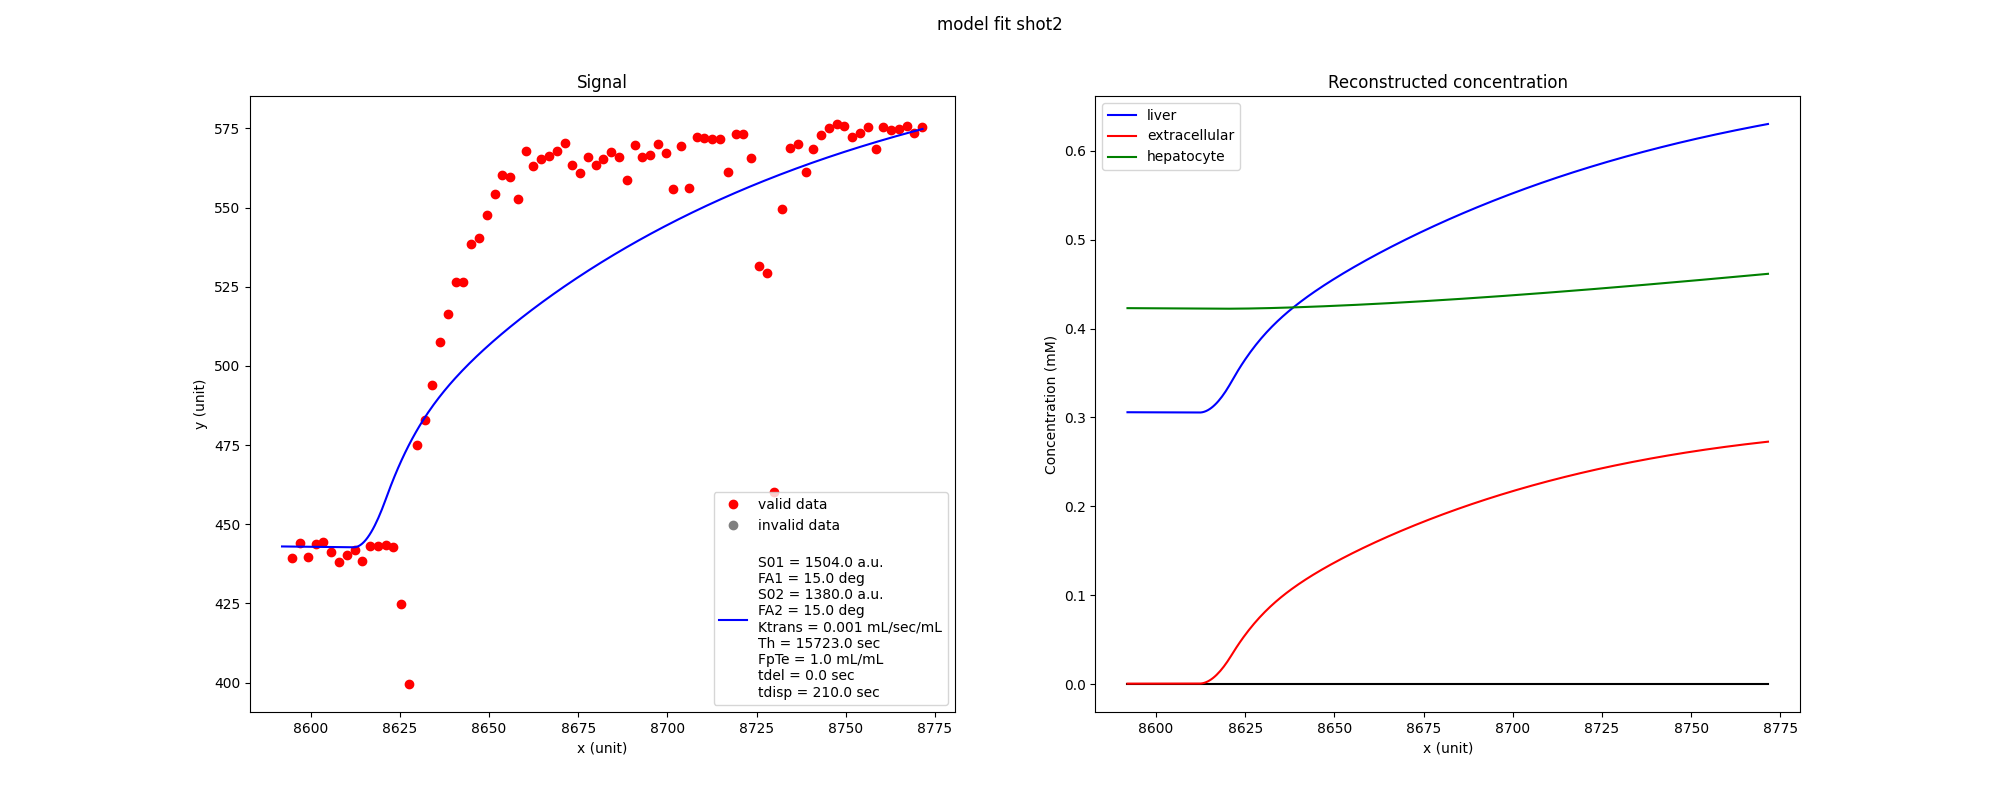 model fit shot2
Signal
575
550
525
500
475
450
425
400
y (unit)
valid data
invalid data
S01 = 1504.0 a.u.
FA1 = 15.0 deg
S02 = 1380.0 a.u.
FA2 = 15.0 deg
Ktrans = 0.001 mL/sec/mL
Th = 15723.0 sec
FpTe = 1.0 mL/mL
tdel = 0.0 sec
tdisp = 210.0 sec
8600 8625 8650 8675 8700 8725 8750 8775
x (unit)
Reconstructed concentration
liver
extracellular
hepatocyte
0.6
0.5
0.4
0.3
0.2
0.1
0.0
Concentration (mM)
8600 8625 8650 8675 8700 8725 8750 8775
x (unit)